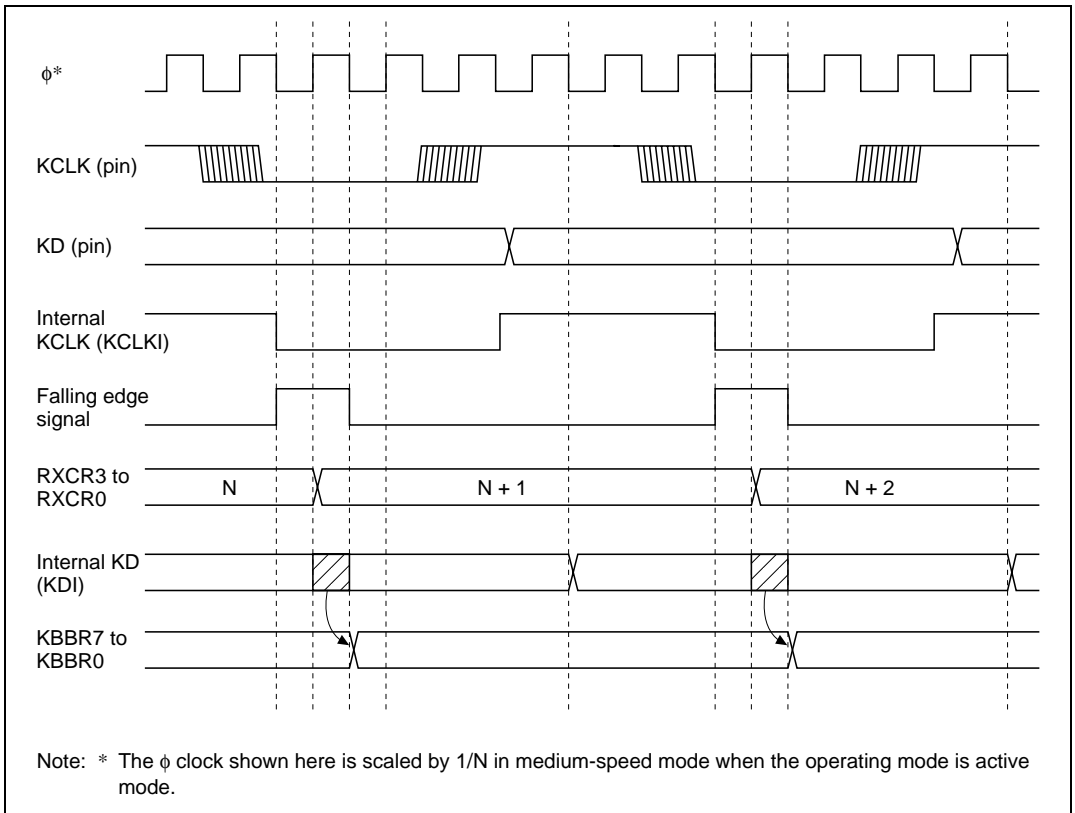 ϕ*
KCLK (pin)
KD (pin)
Internal
KCLK (KCLKI)
Falling edge
signal
RXCR3 to
RXCR0
N
N + 1
N + 2
Internal KD
(KDI)
KBBR7 to
KBBR0
Note: * The ϕ clock shown here is scaled by 1/N in medium-speed mode when the operating mode is active
mode.